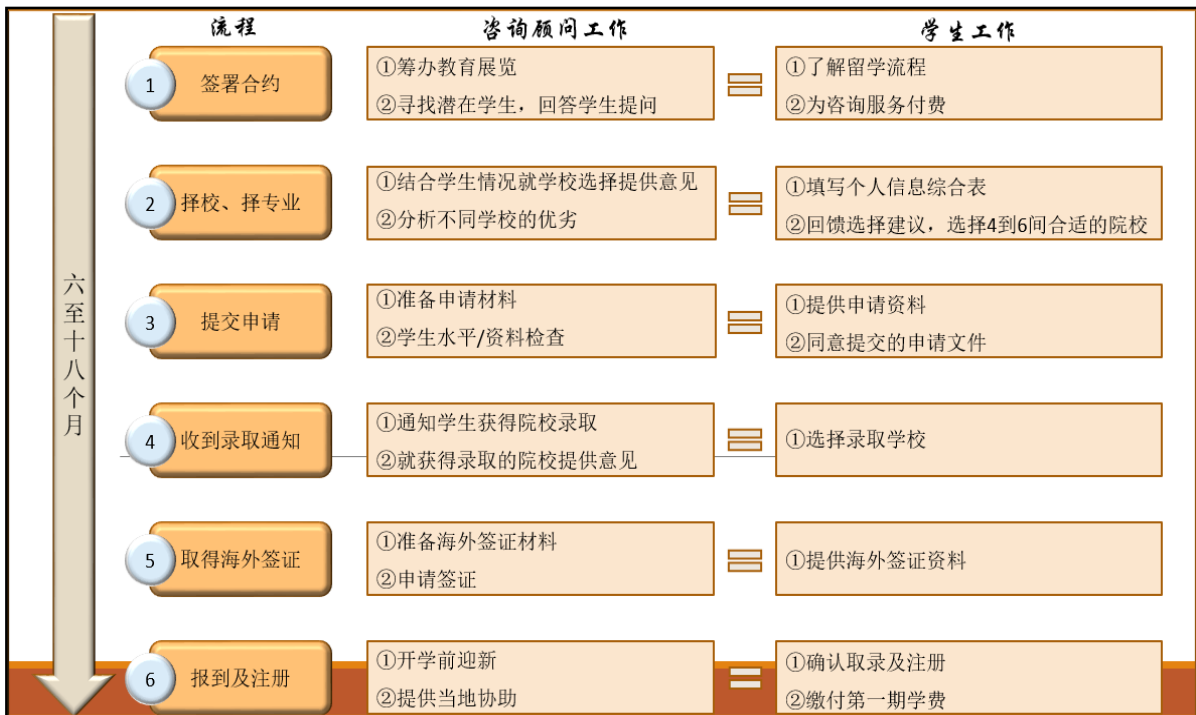 流程
咨询顾问工作
学生工作
1
签署合约
①筹办教育展览
②寻找潜在学生，回答学生提问
①了解留学流程
②为咨询服务付费
2
择校、择专业
①结合学生情况就学校选择提供意见
②分析不同学校的优劣
①填写个人信息综合表
②回馈选择建议，选择4到6间合适的院校
六至十八个月
3
提交申请
①准备申请材料
②学生水平/资料检查
①提供申请资料
②同意提交的申请文件
4
收到录取通知
①通知学生获得院校录取
②就获得录取的院校提供意见
①选择录取学校
5
取得海外签证
①准备海外签证材料
②申请签证
①提供海外签证资料
6
报到及注册
①开学前迎新
②提供当地协助
①确认取录及注册
②缴付第一期学费